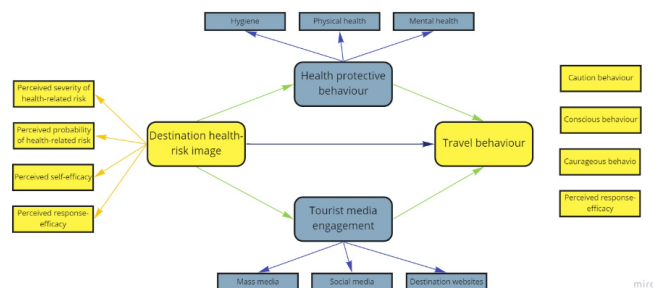 Hygiene
Physical health
Mental health
Health protective
behaviour
Perceived severity of
health-related risk
Perceived probability
of health-related risk
Perceived self-efficacy
Perceived response-
efficacy
Destination health-
risk image
Travel behaviour
Caution behaviour
Conscious behaviour
Caurageous behavio
Perceived response-
efficacy
Tourist media
engagement
Mass media
Social media
Destination websites
miro